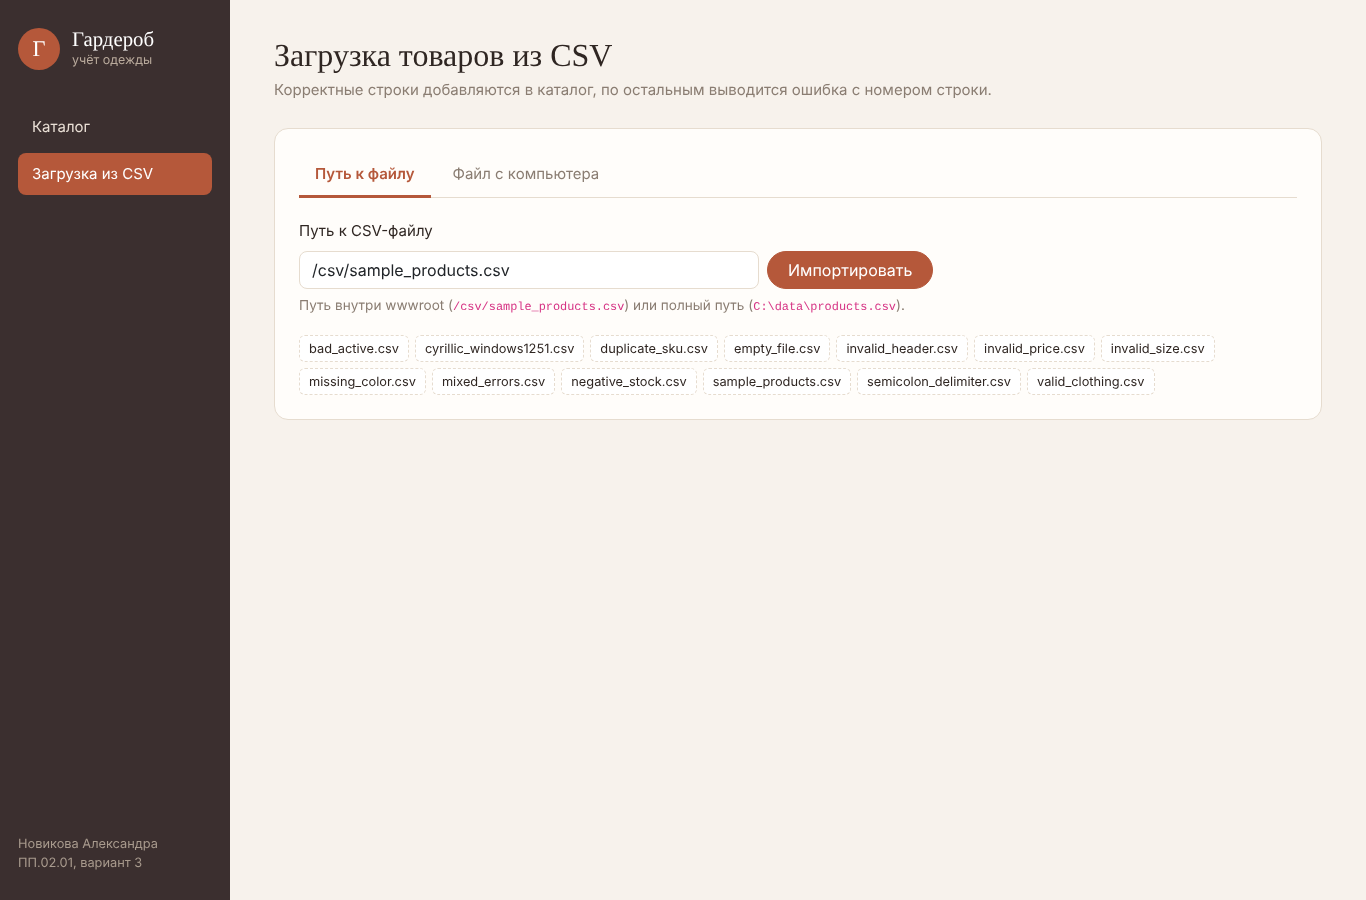 Г
Гардероб
учёт одежды
Каталог
Загрузка из CSV
Новикова Александра
ПП.02.01, вариант 3
Загрузка товаров из CSV
Корректные строки добавляются в каталог, по остальным выводится ошибка с номером строки.
Путь к файлу Файл с компьютера
Путь к CSV-файлу
/csv/sample_products.csv Импортировать
Путь внутри wwwroot (/csv/sample_products.csv) или полный путь (C:\data\products.csv).
bad_active.csv cyrillic_windows1251.csv duplicate_sku.csv empty_file.csv invalid_header.csv invalid_price.csv invalid_size.csv
missing_color.csv mixed_errors.csv negative_stock.csv sample_products.csv semicolon_delimiter.csv valid_clothing.csv